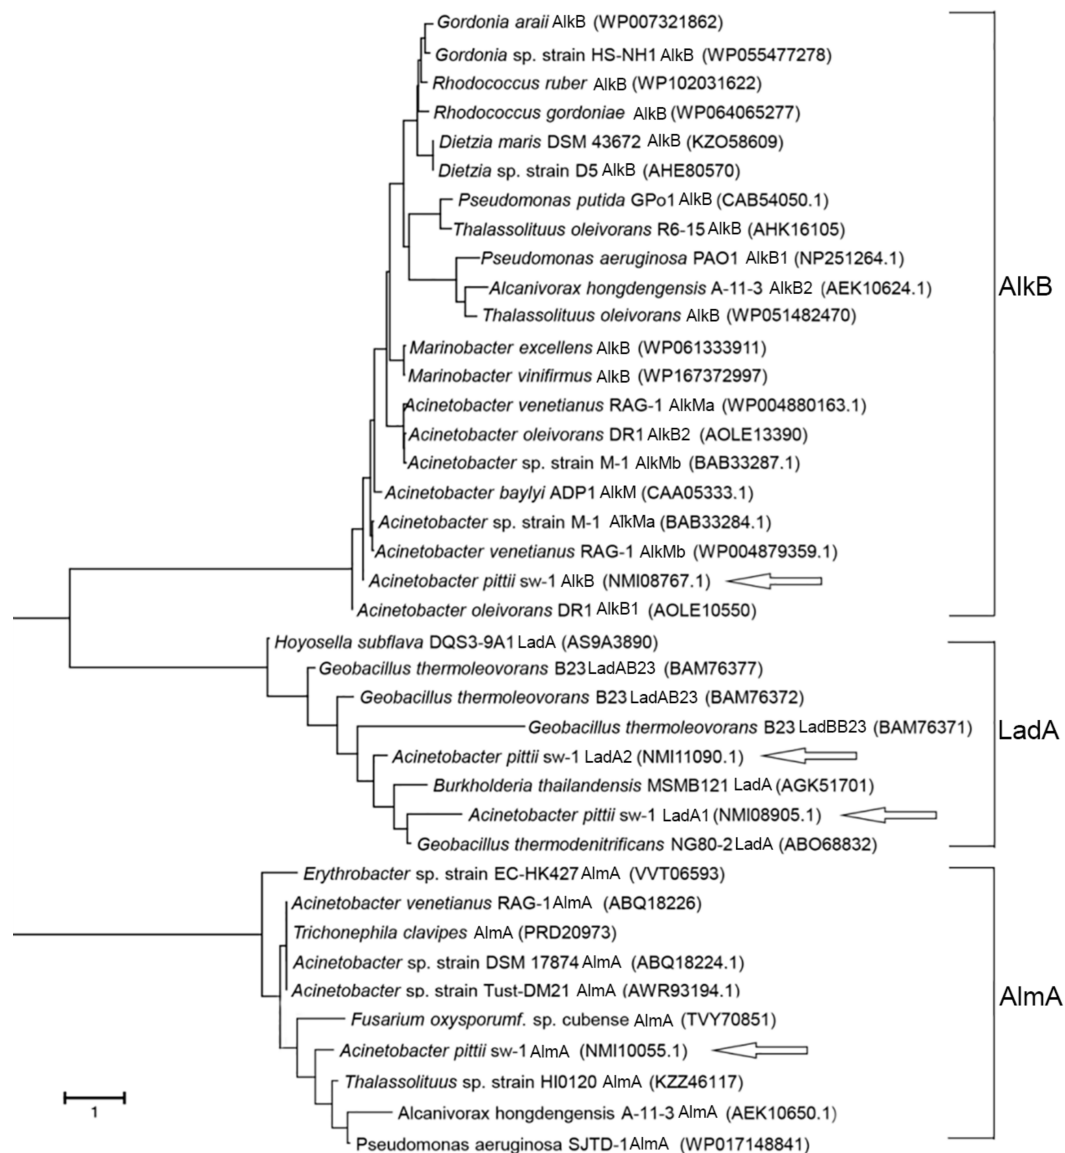 Gordonia araii AlkB (WP007321862)
Gordonia sp. strain HS-NH1 AlkB (WP055477278)
Rhodococcus ruber AlkB (WP102031622)
Rhodococcus gordoniae AlkB (WP064065277)
Dietzia maris DSM 43672 AlkB (KZO58609)
Dietzia sp. strain D5 AlkB (AHE80570)
Pseudomonas putida GPo1 AlkB (CAB54050.1)
Thalassolituus oleivorans R6-15 AlkB (AHK16105)
Pseudomonas aeruginosa PAO1 AlkB1 (NP251264.1)
Alcanivorax hongdengensis A-11-3 AlkB2 (AEK10624.1)
AlkB
Thalassolituus oleivorans AlkB (WP051482470)
Marinobacter excellens AlkB (WP061333911)
Marinobacter vinifirmus AlkB (WP167372997)
Acinetobacter venetianus RAG-1 AlkMa (WP004880163.1)
Acinetobacter oleivorans DR1 AlkB2 (AOLE13390)
Acinetobacter sp. strain M-1 AlkMb (BAB33287.1)
Acinetobacter baylyi ADP1 AlkM (CAA05333.1)
Acinetobacter sp. strain M-1 AlkMa (BAB33284.1)
Acinetobacter venetianus RAG-1 AlkMb (WP004879359.1)
Acinetobacter pittii sw-1 AlkB (NMI08767.1)
Acinetobacter oleivorans DR1 AlkB1 (AOLE10550)
Hoyosella subflava DQS3-9A1 LadA (AS9A3890)
Geobacillus thermoleovorans B23 LadAB23 (BAM76377)
Geobacillus thermoleovorans B23 LadAB23 (BAM76372)
Geobacillus thermoleovorans B23 LadBB23 (BAM76371)
LadA
Acinetobacter pittii sw-1 LadA2 (NMI11090.1)
Burkholderia thailandensis MSMB121 LadA (AGK51701)
Acinetobacter pittii sw-1 LadA1 (NMI08905.1)
Geobacillus thermodenitrificans NG80-2 LadA (ABO68832)
Erythrobacter sp. strain EC-HK427 AlmA (VVT06593)
Acinetobacter venetianus RAG-1 AlmA (ABQ18226)
Trichonephila clavipes AlmA (PRD20973)
Acinetobacter sp. strain DSM 17874 AlmA (ABQ18224.1)
Acinetobacter sp. strain Tust-DM21 AlmA (AWR93194.1)
AlmA
Fusarium oxysporumf. sp. cubense AlmA (TVY70851)
Acinetobacter pittii sw-1 AlmA (NMI10055.1)
Thalassolituus sp. strain HI0120 AlmA (KZZ46117)
Alcanivorax hongdengensis A-11-3 AlmA (AEK10650.1)
Pseudomonas aeruginosa SJTD-1 AlmA (WP017148841)
1